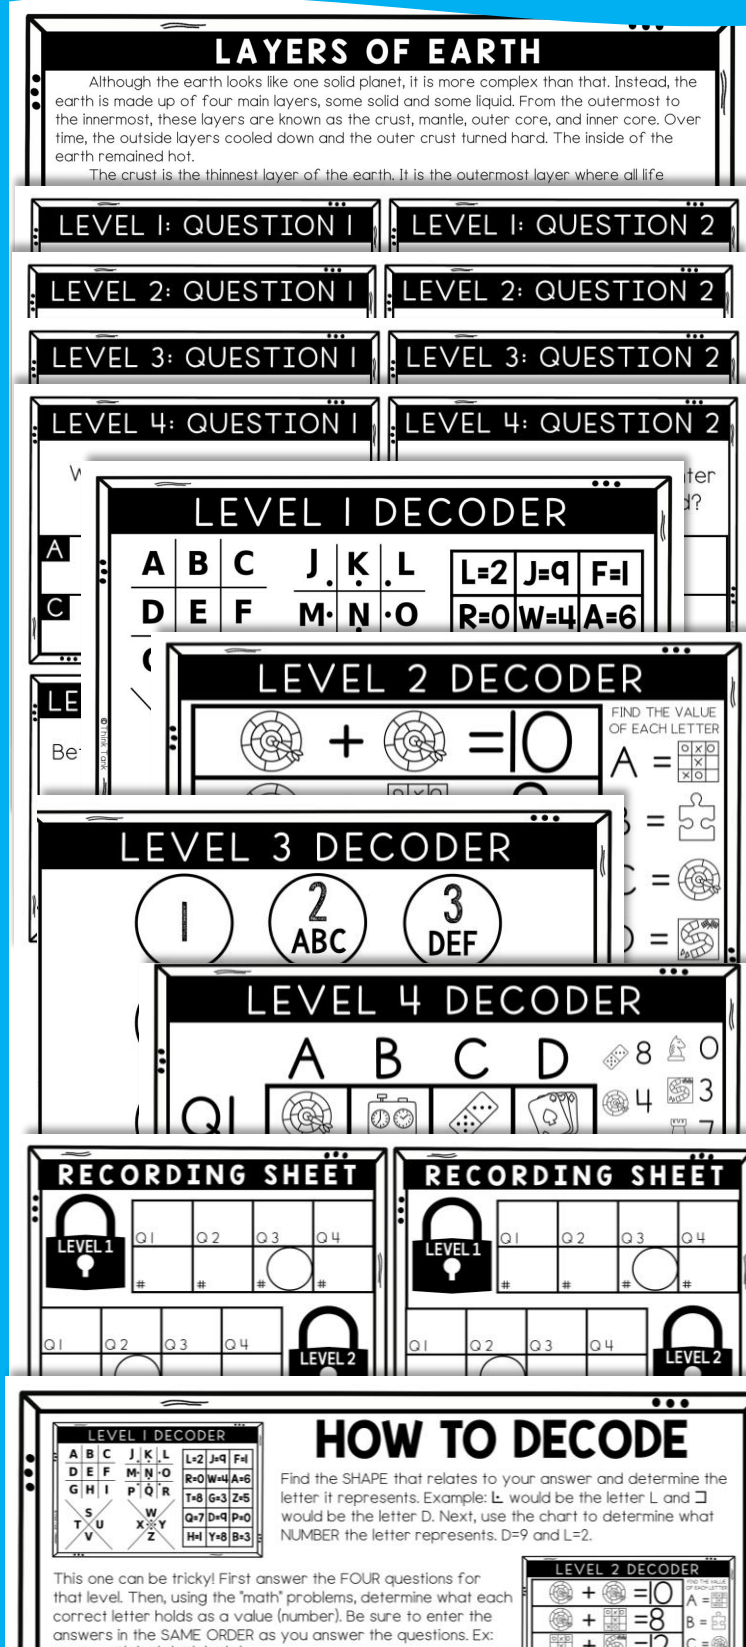 LAYERS OF EARTH
Although the earth looks like one solid planet, it is more complex than that. Instead, the
earth is made up of four main layers, some solid and some liquid. From the outermost to
the innermost, these layers are known as the crust, mantle, outer core, and inner core. Over
time, the outside layers cooled down and the outer crust turned hard. The inside of the
earth remained hot.
The crust is the thinnest layer of the earth. It is the outermost layer where all life
LEVEL 1: QUESTION 1
LEVEL 1: QUESTION 2
LEVEL 2: QUESTION 1
LEVEL 2: QUESTION 2
LEVEL 3: QUESTION 1
LEVEL 3: QUESTION 2
LEVEL 4: QUESTION 1
LEVEL 4: QUESTION 2
A
C
LEVEL 1 DECODER
A B C
D E F
J K L
M N O
L=2 J=9 F=1
R=0 W=4 A=6
© Think Tank
LEVEL 2 DECODER
+ =10
FIND THE VALUE
OF EACH LETTER
A =
=
=
=
LEVEL 3 DECODER
1
2
ABC
3
DEF
LEVEL 4 DECODER
A B C D
Q1
8 0
4 3
7
RECORDING SHEET
LEVEL 1
Q1 Q2 Q3 Q4
# # # #
Q1 Q2 Q3 Q4
LEVEL 2
RECORDING SHEET
LEVEL 1
Q1 Q2 Q3 Q4
# # # #
Q1 Q2 Q3 Q4
LEVEL 2
HOW TO DECODE
LEVEL 1 DECODER
A B C
D E F
G H I
J K L
M N O
P Q R
S
T U
V
W
X Y
Z
L=2 J=9 F=1
R=0 W=4 A=6
T=8 G=3 Z=5
Q=7 D=9 P=0
H=1 Y=8 B=3
Find the SHAPE that relates to your answer and determine the
letter it represents. Example: would be the letter L and
would be the letter D. Next, use the chart to determine what
NUMBER the letter represents. D=9 and L=2.
This one can be tricky! First answer the FOUR questions for
that level. Then, using the "math" problems, determine what each
correct letter holds as a value (number). Be sure to enter the
answers in the SAME ORDER as you answer the questions. Ex:
LEVEL 2 DECODER
+ =10
+ =8
FIND THE VALUE
OF EACH LETTER
A =
B =